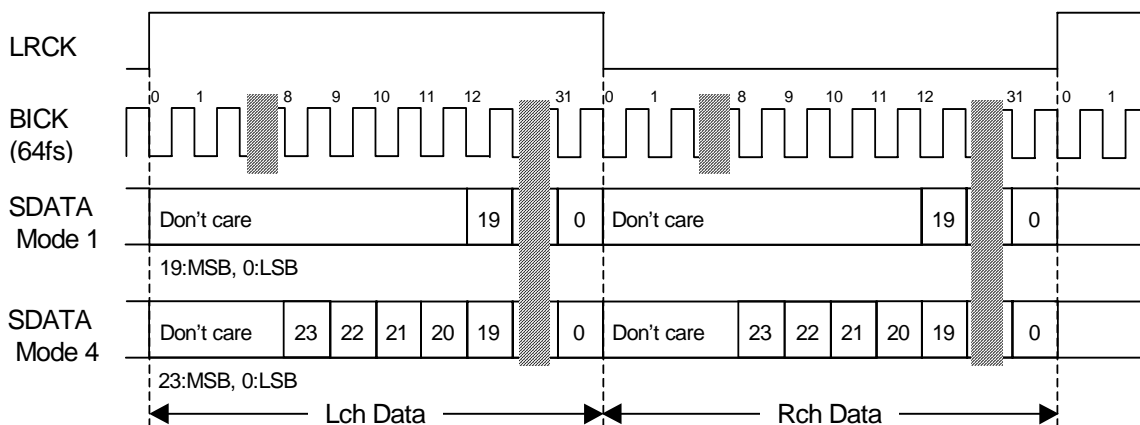 LRCK
BICK
(64fs)
0 1 8 9 10 11 12 31 0 1 8 9 10 11 12 31 0 1
SDATA
Mode 1
Don't care 19 0 Don't care 19 0
19:MSB, 0:LSB
SDATA
Mode 4
Don't care 23 22 21 20 19 0 Don't care 23 22 21 20 19 0
23:MSB, 0:LSB
Lch Data Rch Data